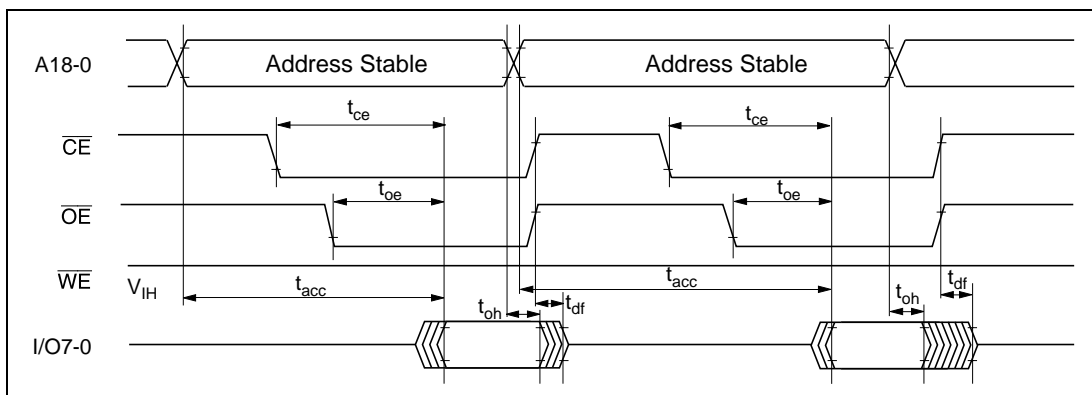 A18-0 Address Stable Address Stable
tce tce
CE
toe toe
OE
WE VIH tacc tacc
toh tdf toh tdf
I/O7-0